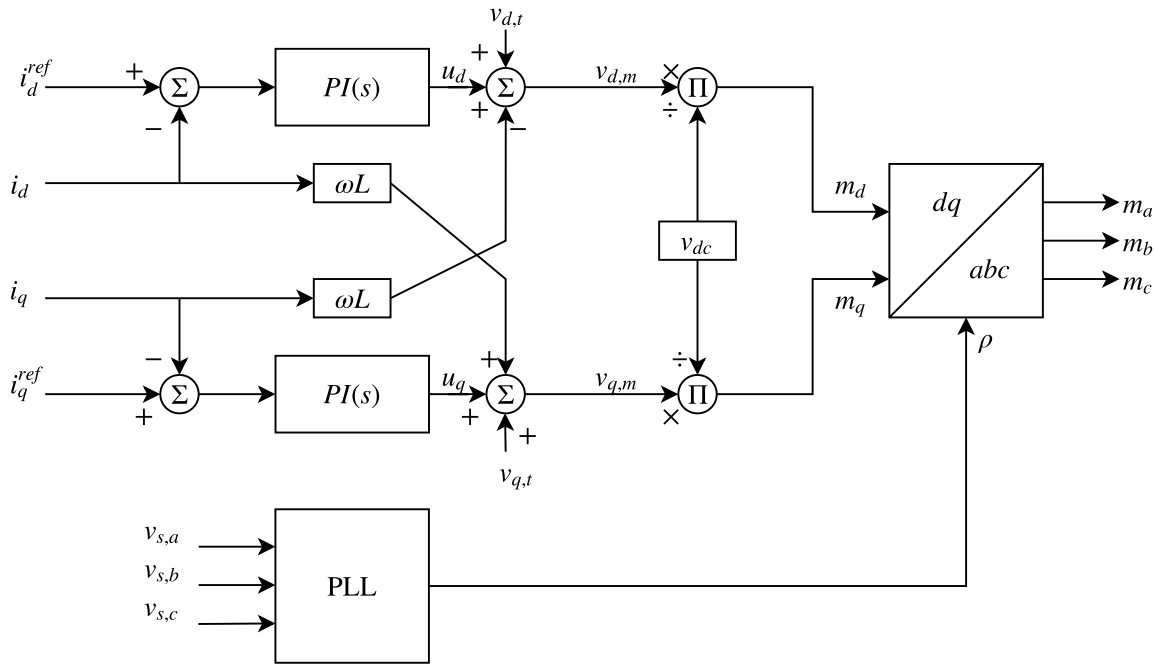 v_{d,t}
i_d^{ref} + Σ PI(s) u_d + + Σ − v_{d,m} × ÷ Π
−
i_d ωL
m_d dq abc m_a
v_{dc} m_b
i_q ωL m_q m_c
−
i_q^{ref} + Σ PI(s) u_q + + Σ + v_{q,m} ÷ × Π
ρ
v_{q,t}
v_{s,a}
v_{s,b} PLL
v_{s,c}